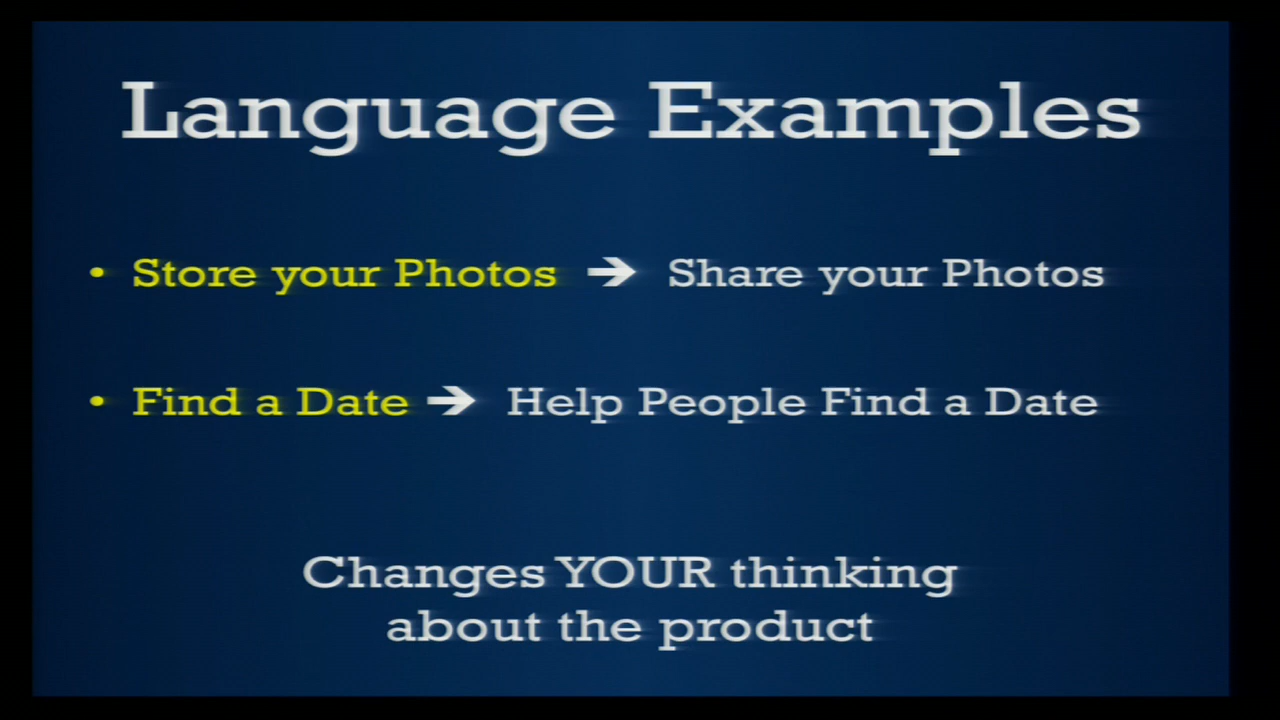 Language Examples
• Store your Photos ➔ Share your Photos
• Find a Date ➔ Help People Find a Date
Changes YOUR thinking
about the product